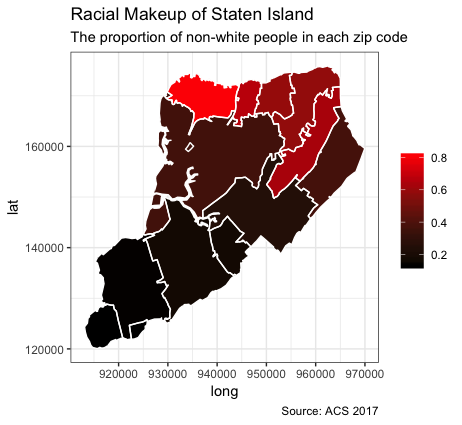 Racial Makeup of Staten Island
The proportion of non-white people in each zip code
160000
140000
120000
lat
920000 930000 940000 950000 960000 970000
long
0.8
0.6
0.4
0.2
Source: ACS 2017